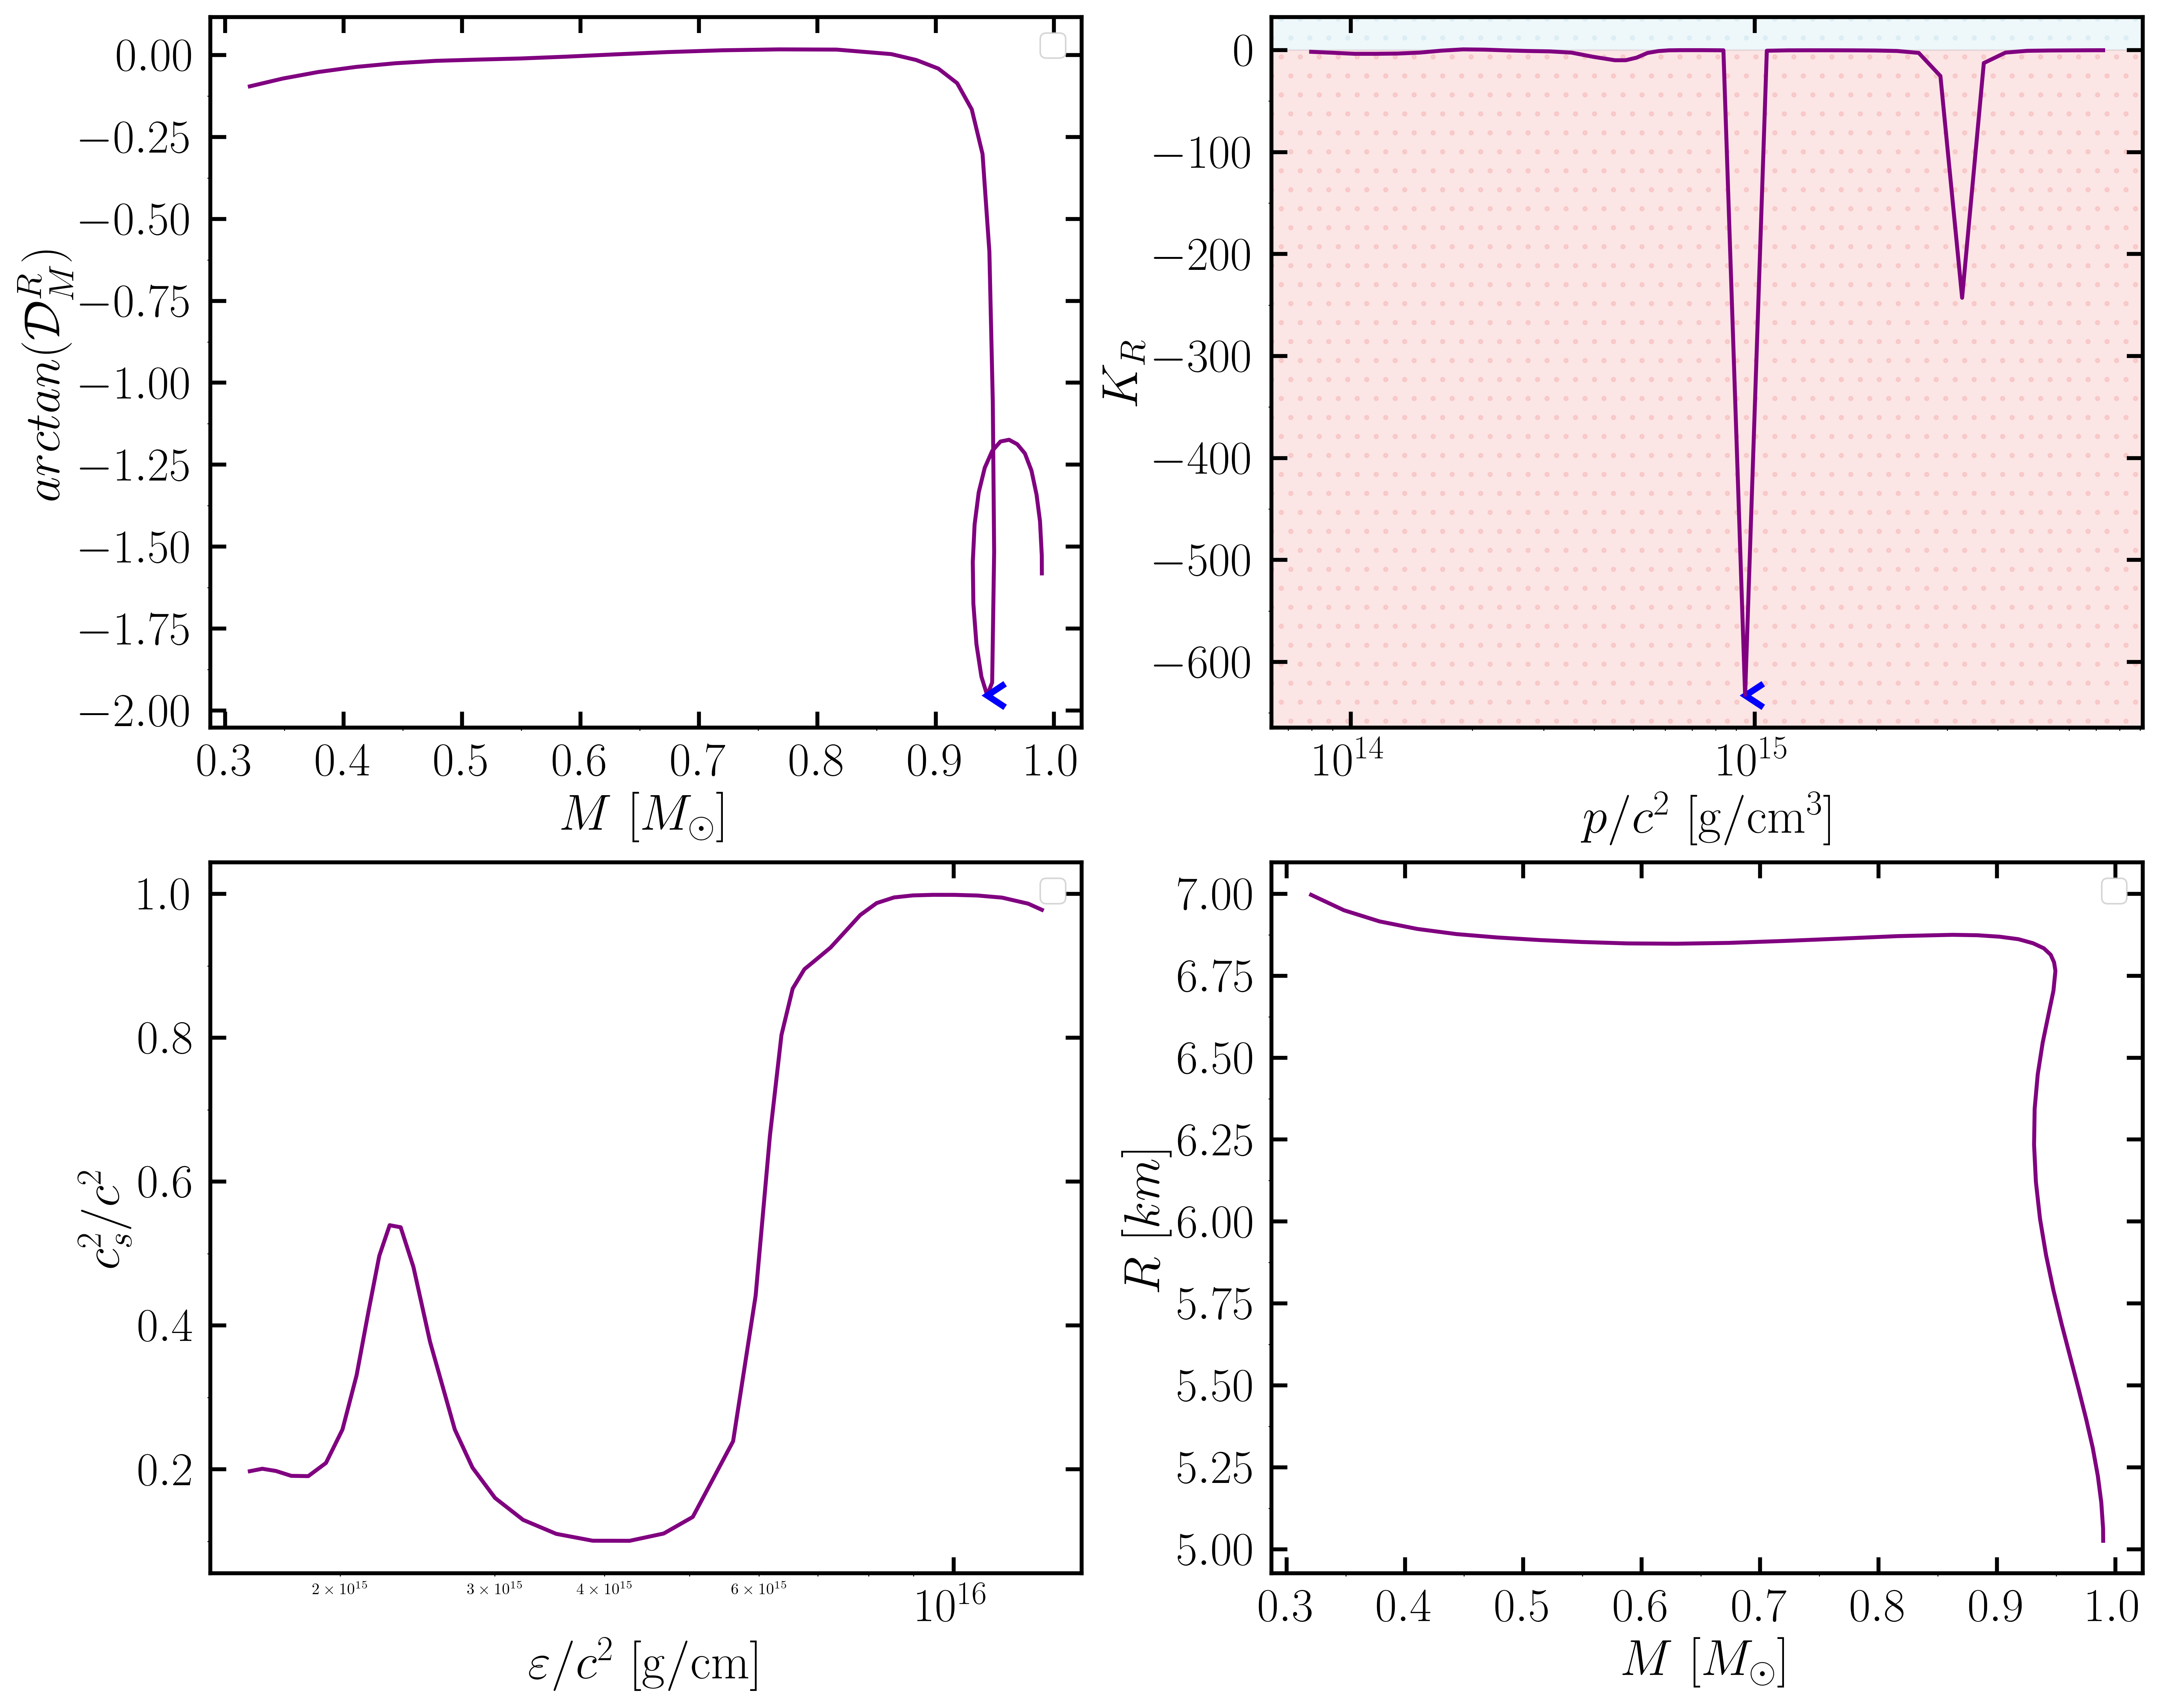 0.00
−0.25
−0.50
−0.75
−1.00
−1.25
−1.50
−1.75
−2.00
arctan(𝒟_M^R)
0.3 0.4 0.5 0.6 0.7 0.8 0.9 1.0
M [M_⊙]
0
−100
−200
−300
−400
−500
−600
K_R
10^14 10^15
p/c^2 [g/cm^3]
1.0
0.8
0.6
0.4
0.2
c_s^2/c^2
2 × 10^15 3 × 10^15 4 × 10^15 6 × 10^15 10^16
ε/c^2 [g/cm]
7.00
6.75
6.50
6.25
6.00
5.75
5.50
5.25
5.00
R [km]
0.3 0.4 0.5 0.6 0.7 0.8 0.9 1.0
M [M_⊙]